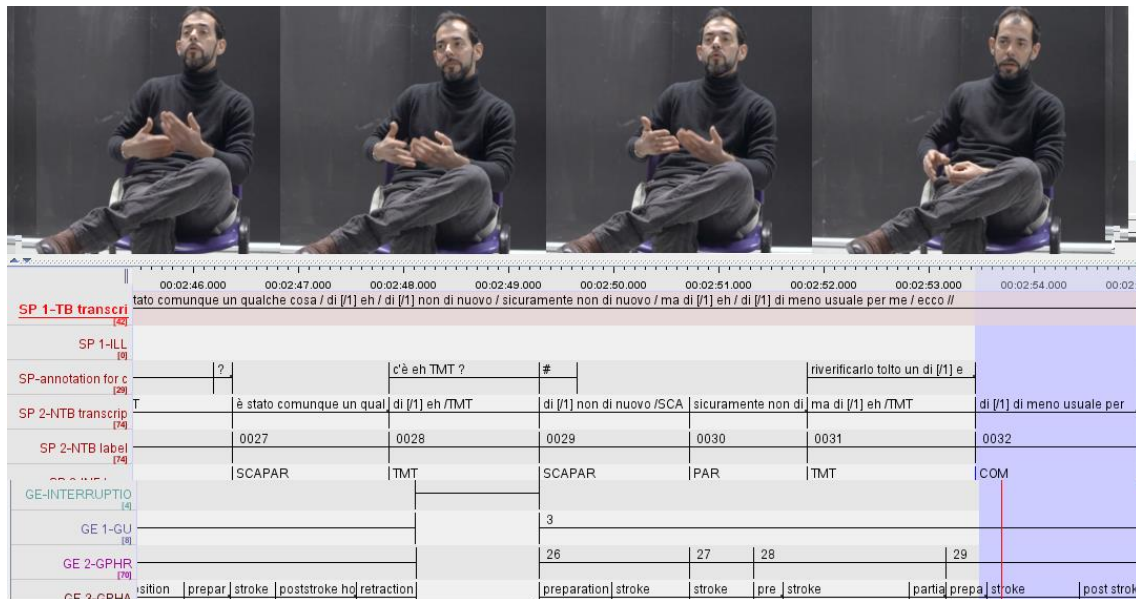 00:02:46.000 00:02:47.000 00:02:48.000 00:02:49.000 00:02:50.000 00:02:51.000 00:02:52.000 00:02:53.000 00:02:54.000 00:02
tato comunque un qualche cosa / di [/1] eh / di [/1] non di nuovo / sicuramente non di nuovo / ma di [/1] eh / di [/1] di meno usuale per me / ecco //
SP 1-TB transcri
[42]
SP 1-ILL
[0]
SP-annotation for c ? c'è eh TMT ? # riverificarlo tolto un di [/1] e
[29]
SP 2-NTB transcrip T è stato comunque un qual di [/1] eh /TMT di [/1] non di nuovo /SCA sicuramente non di ma di [/1] eh /TMT di [/1] di meno usuale per
[74]
SP 2-NTB label 0027 0028 0029 0030 0031 0032
[74]
SCAPAR TMT SCAPAR PAR TMT COM
GE-INTERRUPTIO
[4]
GE 1-GU 3
[8]
GE 2-GPHR 26 27 28 29
[70]
GE 3-GPHA sition prepar stroke poststroke ho retraction preparation stroke stroke pre stroke partia prepa stroke post strok